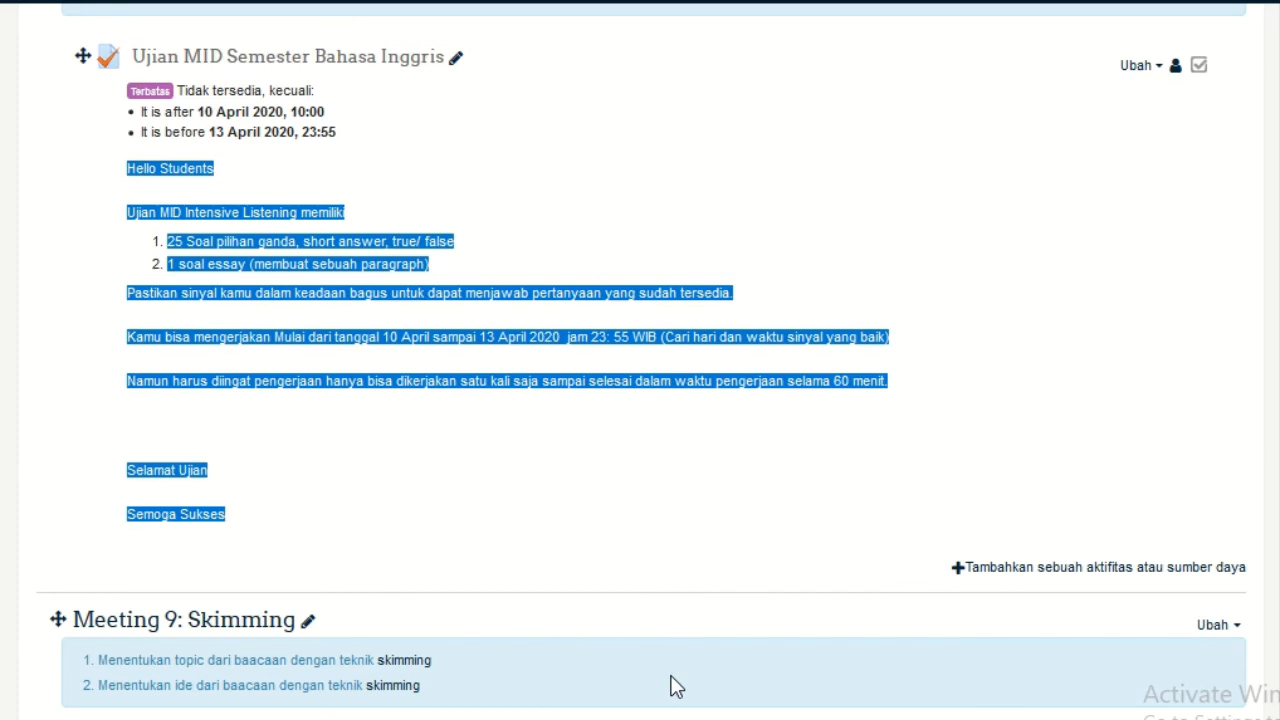 Ujian MID Semester Bahasa Inggris
Ubah
Terbatas Tidak tersedia, kecuali:
• It is after 10 April 2020, 10:00
• It is before 13 April 2020, 23:55
Hello Students
Ujian MID Intensive Listening memiliki
1. 25 Soal pilihan ganda, short answer, true/ false
2. 1 soal essay (membuat sebuah paragraph)
Pastikan sinyal kamu dalam keadaan bagus untuk dapat menjawab pertanyaan yang sudah tersedia.
Kamu bisa mengerjakan Mulai dari tanggal 10 April sampai 13 April 2020 jam 23: 55 WIB (Cari hari dan waktu sinyal yang baik)
Namun harus diingat pengerjaan hanya bisa dikerjakan satu kali saja sampai selesai dalam waktu pengerjaan selama 60 menit.
Selamat Ujian
Semoga Sukses
Tambahkan sebuah aktifitas atau sumber daya
Meeting 9: Skimming
Ubah
1. Menentukan topic dari baacaan dengan teknik skimming
2. Menentukan ide dari baacaan dengan teknik skimming
Activate Win